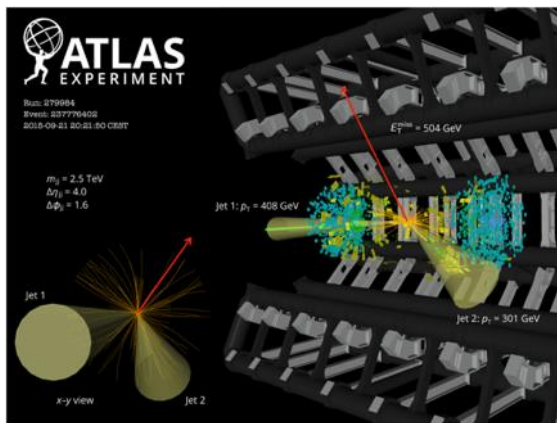 ATLAS
EXPERIMENT
Run: 279984
Event: 237776402
2015-09-21 20:21:50 CEST
m_jj = 2.5 TeV
Δη_jj = 4.0
Δϕ_jj = 1.6
E_T^miss = 504 GeV
Jet 1: p_T = 408 GeV
Jet 2: p_T = 301 GeV
Jet 1
x–y view
Jet 2